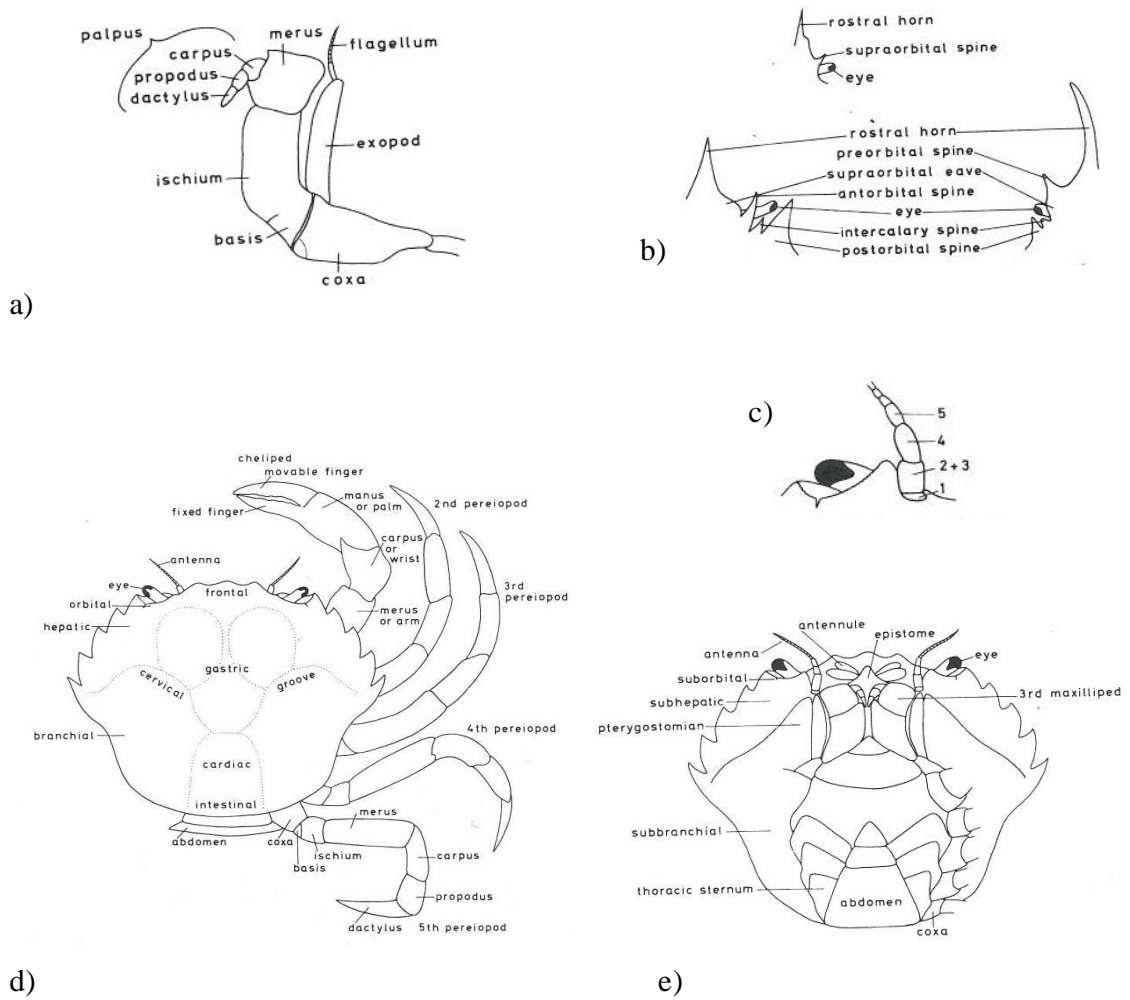 palpus
merus
carpus
flagellum
propodus
dactylus
exopod
ischium
basis
coxa
a)
rostral horn
supraorbital spine
eye
rostral horn
preorbital spine
supraorbital eave
antorbital spine
eye
intercalary spine
postorbital spine
b)
c)
5
4
2 + 3
1
cheliped
movable finger
manus
or palm
2nd pereiopod
fixed finger
carpus
or
wrist
antenna
3rd
pereiopod
eye
frontal
orbital
merus
or arm
hepatic
gastric
cervical
groove
branchial
4th pereiopod
cardiac
intestinal
merus
abdomen
coxa
ischium
basis
carpus
propodus
dactylus
5th pereiopod
d)
antennule
antenna
epistome
eye
suborbital
subhepatic
3rd maxilliped
pterygostomian
subbranchial
thoracic sternum
abdomen
coxa
e)